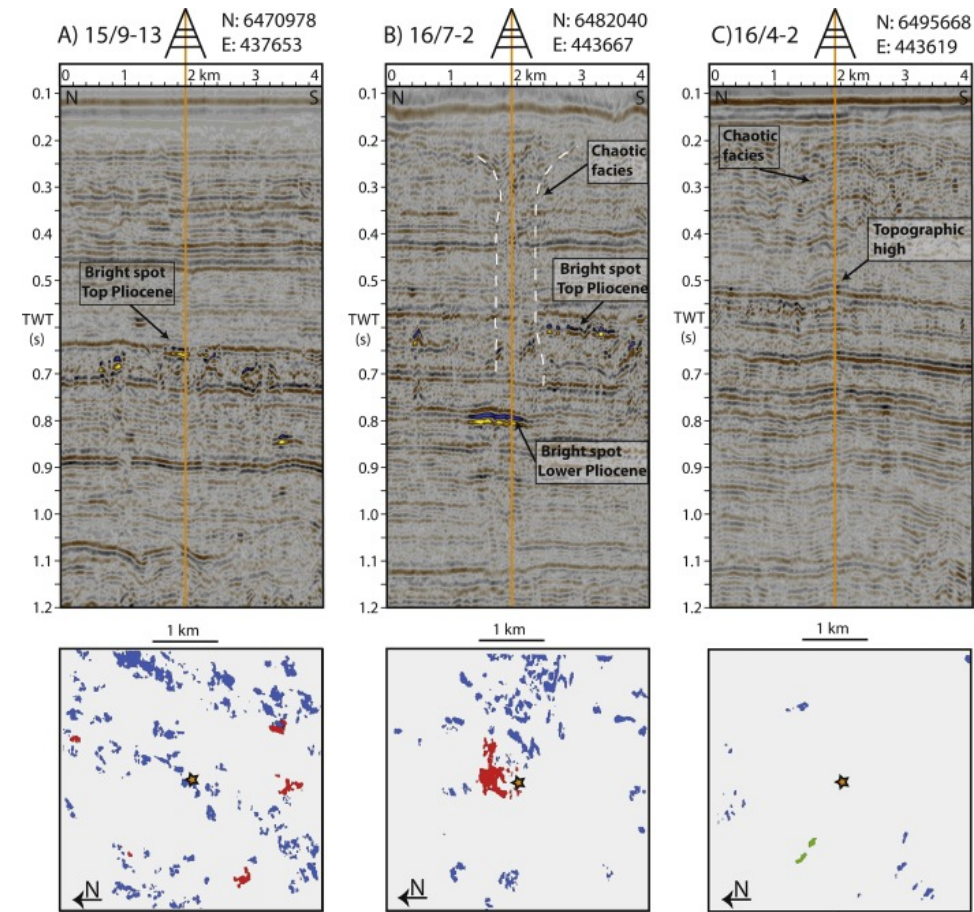 A) 15/9-13
N: 6470978
E: 437653
B) 16/7-2
N: 6482040
E: 443667
C)16/4-2
N: 6495668
E: 443619
0 1 2 km 3 4
N S
0.1
0.2
0.3
0.4
0.5
TWT
(s)
0.7
0.8
0.9
1.0
1.1
1.2
Bright spot
Top Pliocene
0 1 2 km 3 4
0.1
0.2
0.3
0.4
0.5
TWT
(s)
0.7
0.8
0.9
1.0
1.1
1.2
Chaotic
facies
Bright spot
Top Pliocene
Bright spot
Lower Pliocene
0 1 2 km 3 4
N S
0.1
0.2
0.3
0.4
0.5
TWT
(s)
0.7
0.8
0.9
1.0
1.1
1.2
Chaotic
facies
Topographic
high
1 km
N
1 km
N
1 km
N